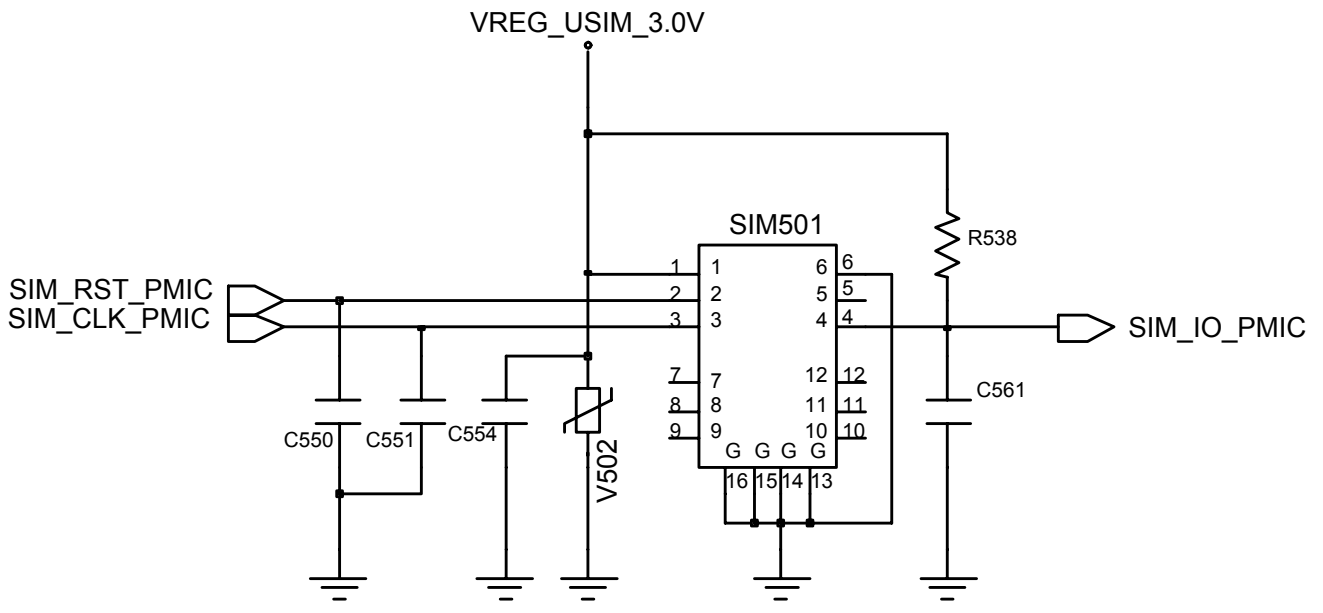 VREG_USIM_3.0V
SIM501
R538
1 1 6 6
SIM_RST_PMIC 2 2 5 5
SIM_CLK_PMIC 3 3 4 4 SIM_IO_PMIC
7 7 12 12
8 8 11 11
9 9 10 10
C561
C550 C551 C554
V502
G G G G
16 15 14 13